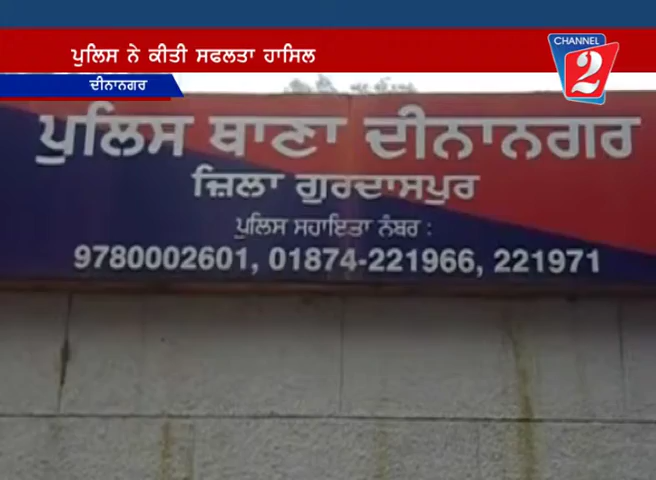 ਪੁਲਿਸ ਨੇ ਕੀਤੀ ਸਫਲਤਾ ਹਾਸਿਲ
CHANNEL
2
ਦੀਨਾਨਗਰ
ਪੁਲਿਸ ਥਾਣਾ ਦੀਨਾਨਗਰ
ਜ਼ਿਲਾ ਗੁਰਦਾਸਪੁਰ
ਪੁਲਿਸ ਸਹਾਇਤਾ ਨੰਬਰ :
9780002601, 01874-221966, 221971